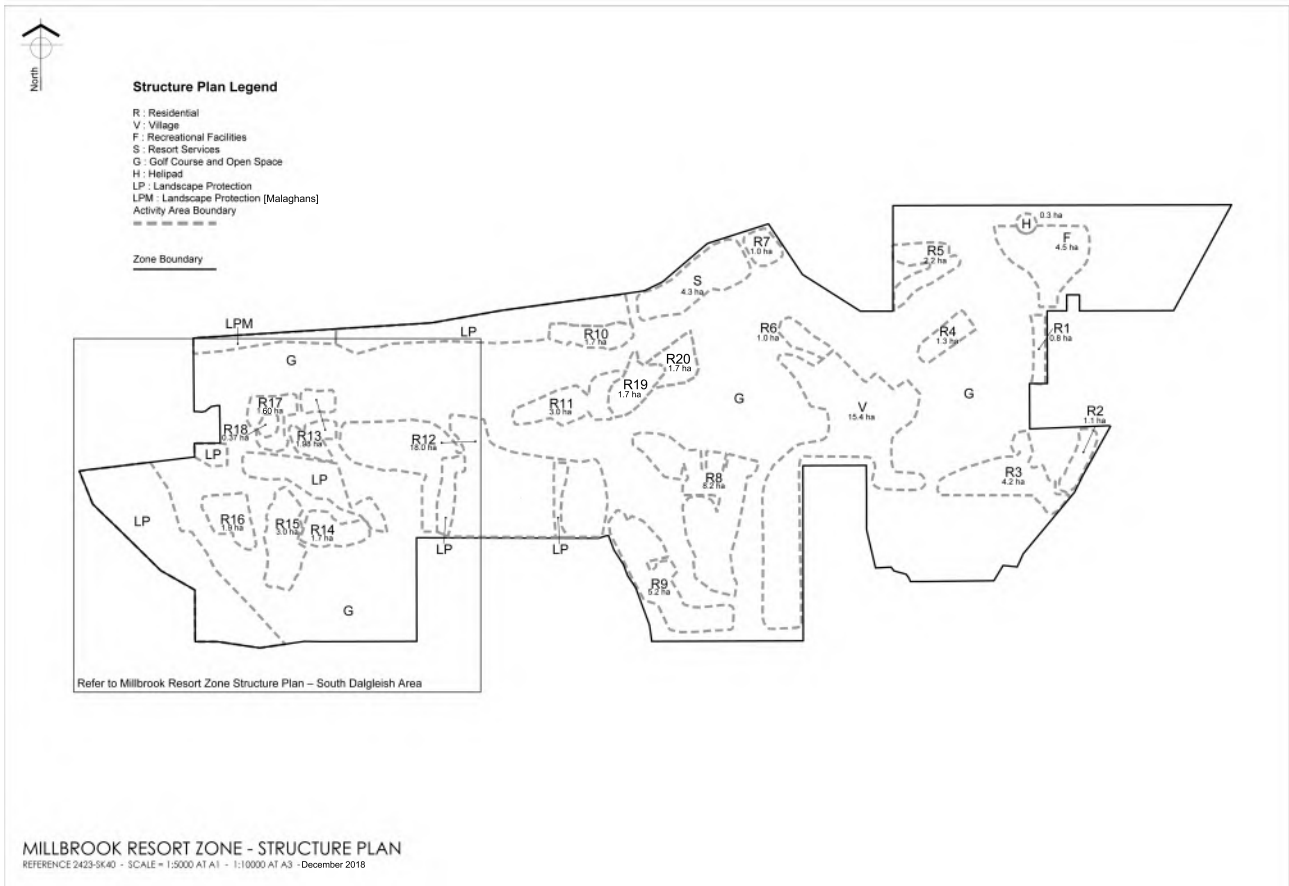 North
Structure Plan Legend
R : Residential
V : Village
F : Recreational Facilities
S : Resort Services
G : Golf Course and Open Space
H : Helipad
LP : Landscape Protection
LPM : Landscape Protection [Malaghans]
Activity Area Boundary
Zone Boundary
H
0.3 ha
F
4.5 ha
R7
1.0 ha
R5
2.2 ha
S
4.3 ha
LPM
LP
R10
1.7 ha
R6
1.0 ha
R4
1.3 ha
R1
0.8 ha
G
R20
1.7 ha
R19
1.7 ha
G
G
R17
1.60 ha
R11
3.0 ha
V
15.4 ha
R2
1.1 ha
R18
0.37 ha
R13
1.98 ha
R12
16.0 ha
LP
LP
R8
R3
4.2 ha
LP
R16
1.9 ha
R15
3.0 ha
R14
1.7 ha
LP
LP
R9
5.2 ha
G
Refer to Millbrook Resort Zone Structure Plan – South Dalgleish Area
MILLBROOK RESORT ZONE - STRUCTURE PLAN
REFERENCE 2423-SK40 - SCALE = 1:5000 AT A1 - 1:10000 AT A3 - December 2018